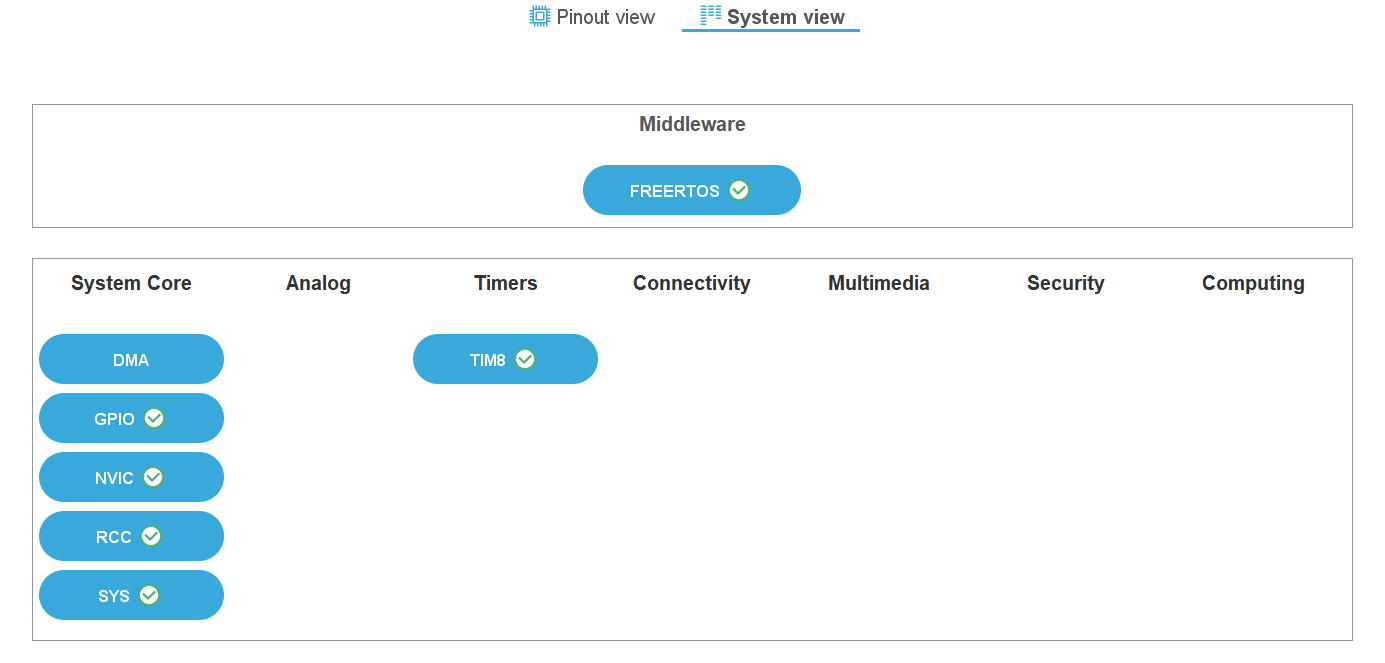 Pinout view System view
Middleware
FREERTOS
System Core Analog Timers Connectivity Multimedia Security Computing
DMA TIM8
GPIO
NVIC
RCC
SYS